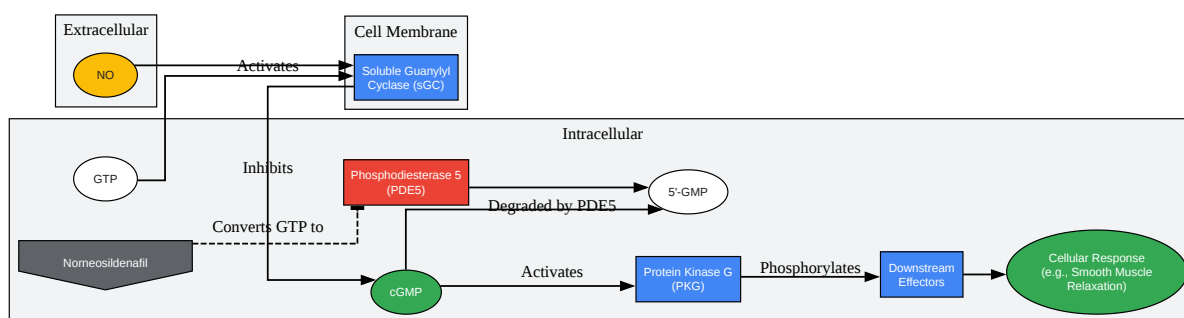 Extracellular
Cell Membrane
NO
Activates
Soluble Guanylyl
Cyclase (sGC)
Intracellular
GTP
Inhibits
Phosphodiesterase 5
(PDE5)
5'-GMP
Degraded by PDE5
Converts GTP to
Norneosildenafil
cGMP
Activates
Protein Kinase G
(PKG)
Phosphorylates
Downstream
Effectors
Cellular Response
(e.g., Smooth Muscle
Relaxation)